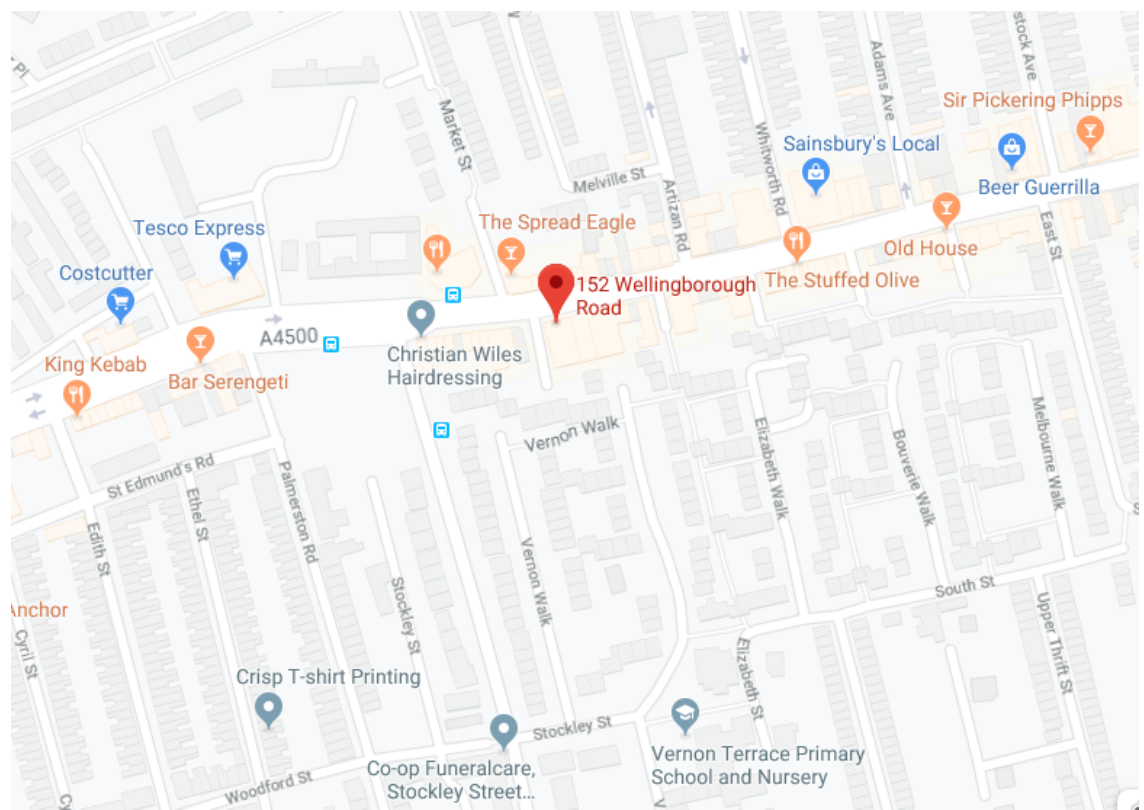 stock Ave
Adams Ave
Sir Pickering Phipps
Market St
Whitworth Rd
Sainsbury's Local
Melville St
Artizan Rd
Beer Guerrilla
Tesco Express
The Spread Eagle
East St
Old House
Costcutter
152 Wellingborough
Road
The Stuffed Olive
A4500
King Kebab
Bar Serengeti
Christian Wiles
Hairdressing
Vernon Walk
Elizabeth Walk
Bouverie Walk
Melbourne Walk
St Edmund's Rd
Palmerston Rd
Ethel St
Edith St
Vernon Walk
Stockley St
South St
Anchor
Cyril St
Upper Thrift St
Elizabeth St
Crisp T-shirt Printing
Stockley St
Vernon Terrace Primary
School and Nursery
Co-op Funeralcare,
Stockley Street...
Woodford St
Cy
V